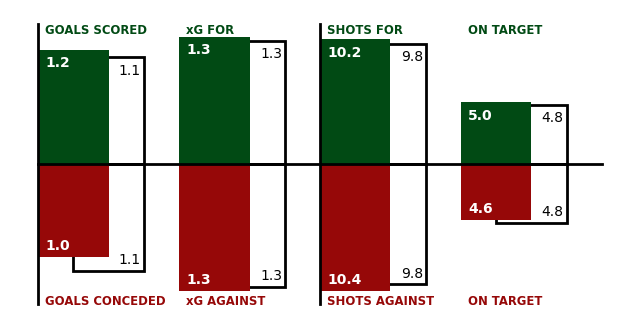 GOALS SCORED xG FOR SHOTS FOR ON TARGET
1.2 1.1 1.3 1.3 10.2 9.8 5.0 4.8
1.0 1.1 1.3 1.3 10.4 9.8 4.6 4.8
GOALS CONCEDED xG AGAINST SHOTS AGAINST ON TARGET